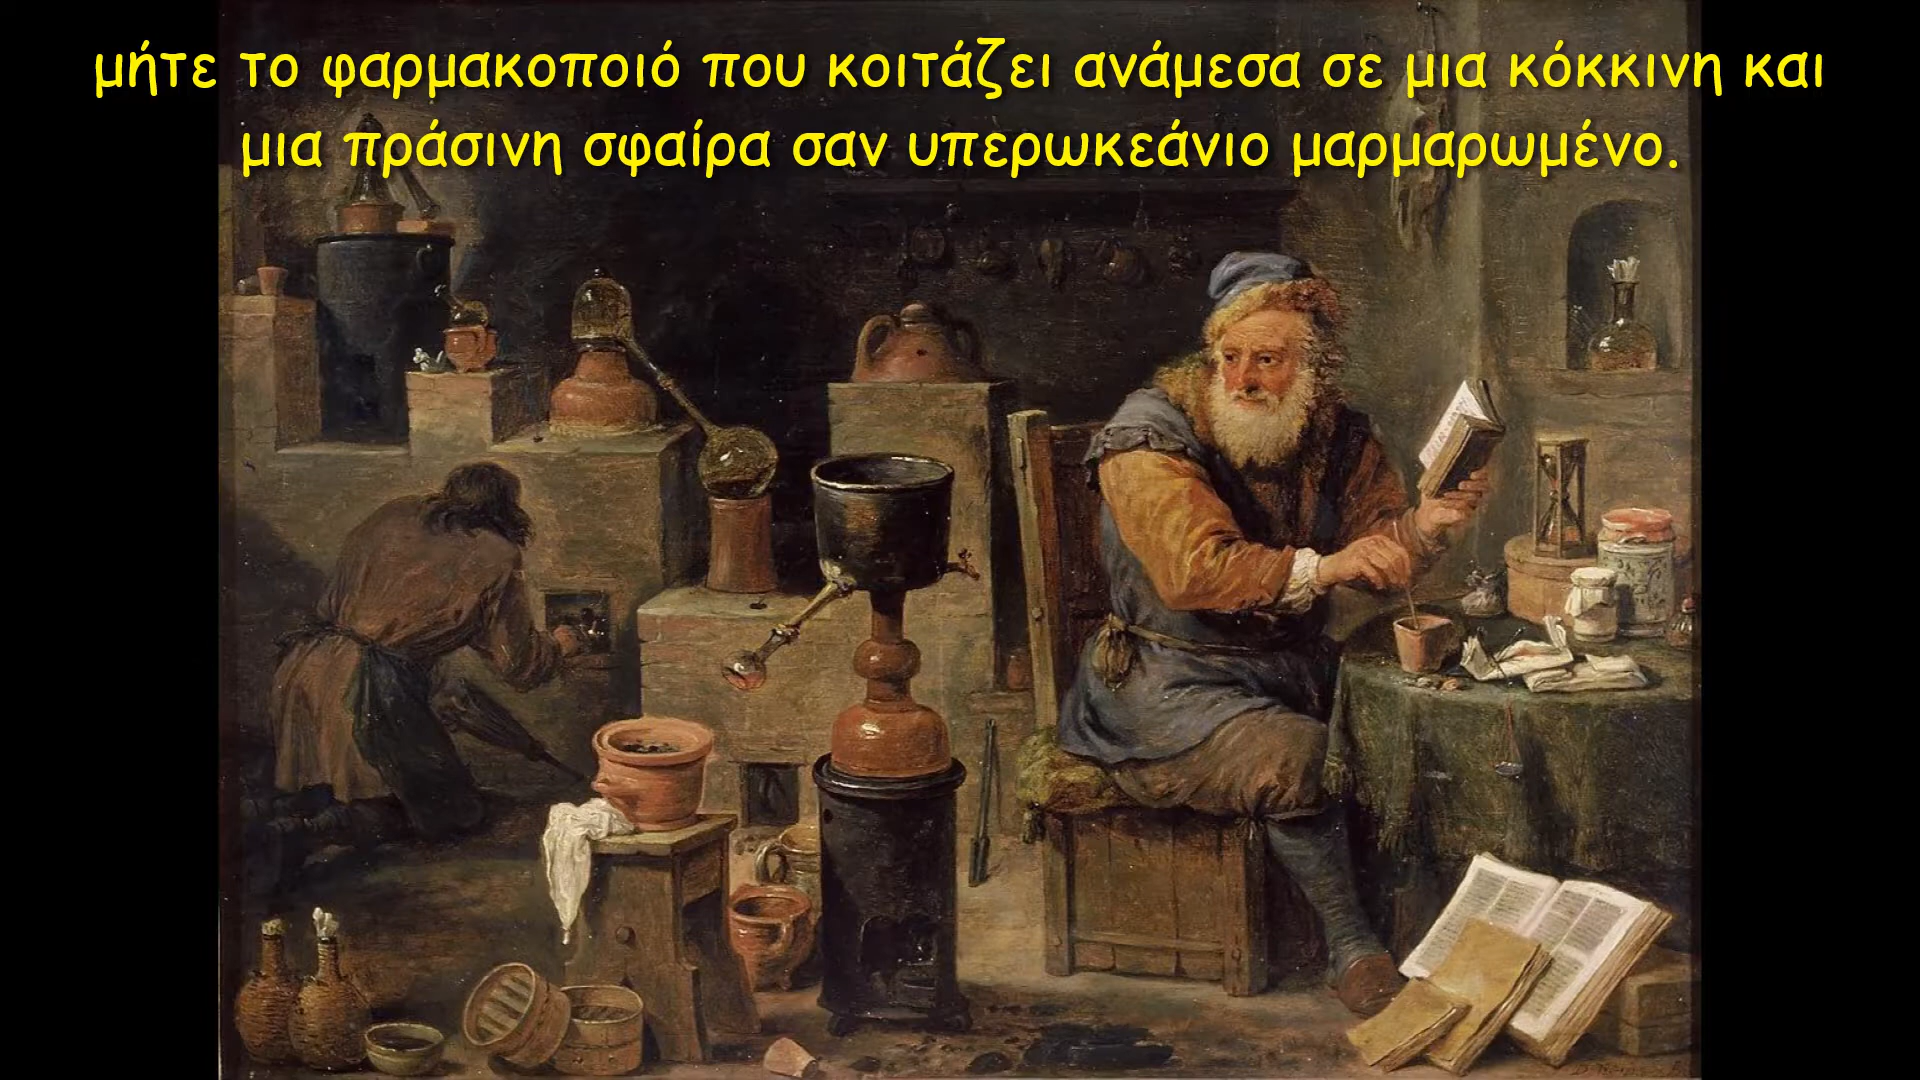 μήτε το φαρμακοποιό που κοιτάζει ανάμεσα σε μια κόκκινη και
μια πράσινη σφαίρα σαν υπερωκεάνιο μαρμαρωμένο.